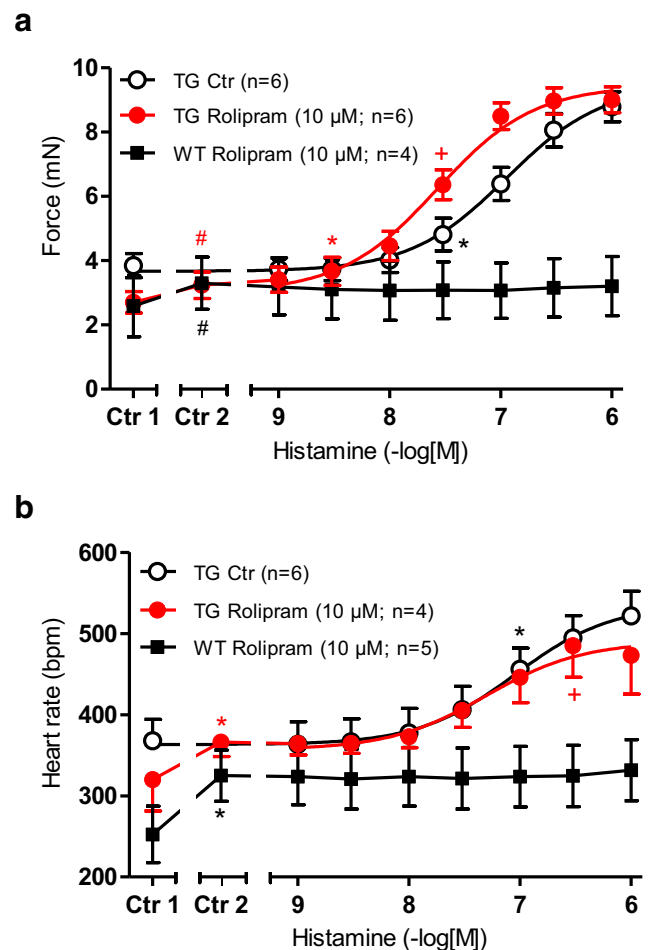 a
10
8
6
4
2
0
Force (mN)
TG Ctr (n=6)
TG Rolipram (10 µM; n=6)
WT Rolipram (10 µM; n=4)
#
#
*
+
*
Ctr 1 Ctr 2 9 8 7 6
Histamine (-log[M])
b
600
500
400
300
200
Heart rate (bpm)
TG Ctr (n=6)
TG Rolipram (10 µM; n=4)
WT Rolipram (10 µM; n=5)
*
*
*
+
Ctr 1 Ctr 2 9 8 7 6
Histamine (-log[M])